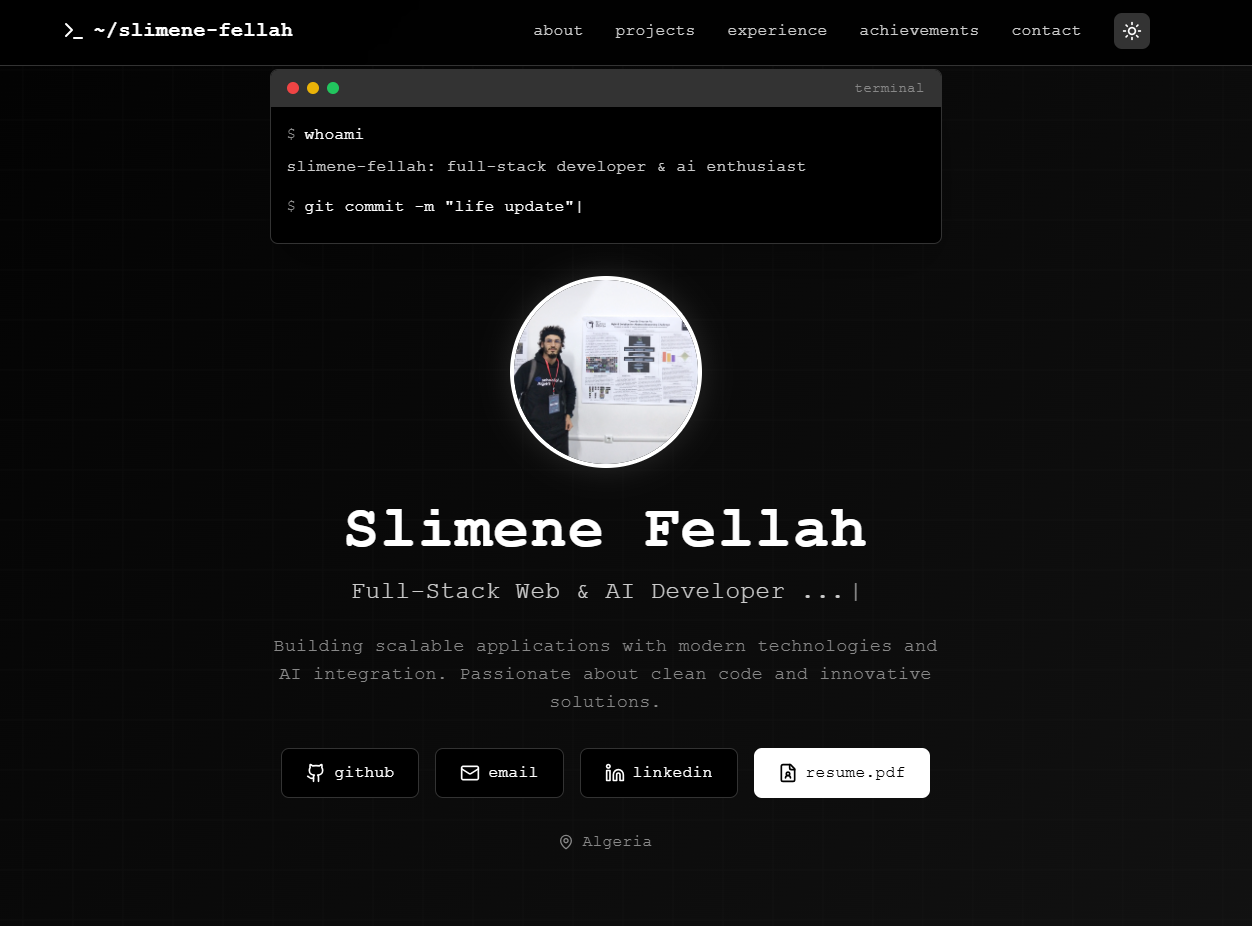 ~/slimene-fellah
about projects experience achievements contact
terminal
$ whoami
slimene-fellah: full-stack developer & ai enthusiast
$ git commit -m "life update"|
Slimene Fellah
Full-Stack Web & AI Developer ...|
Building scalable applications with modern technologies and
AI integration. Passionate about clean code and innovative
solutions.
github email linkedin resume.pdf
Algeria